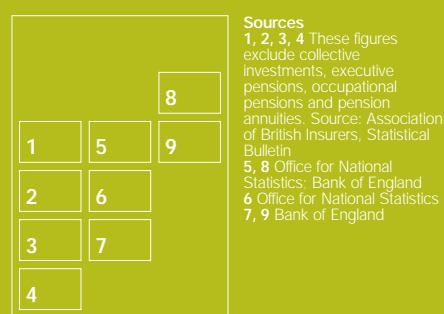 8
1 5 9
2 6
3 7
4
Sources
1, 2, 3, 4 These figures
exclude collective
investments, executive
pensions, occupational
pensions and pension
annuities. Source: Association
of British Insurers, Statistical
Bulletin
5, 8 Office for National
Statistics; Bank of England
6 Office for National Statistics
7, 9 Bank of England